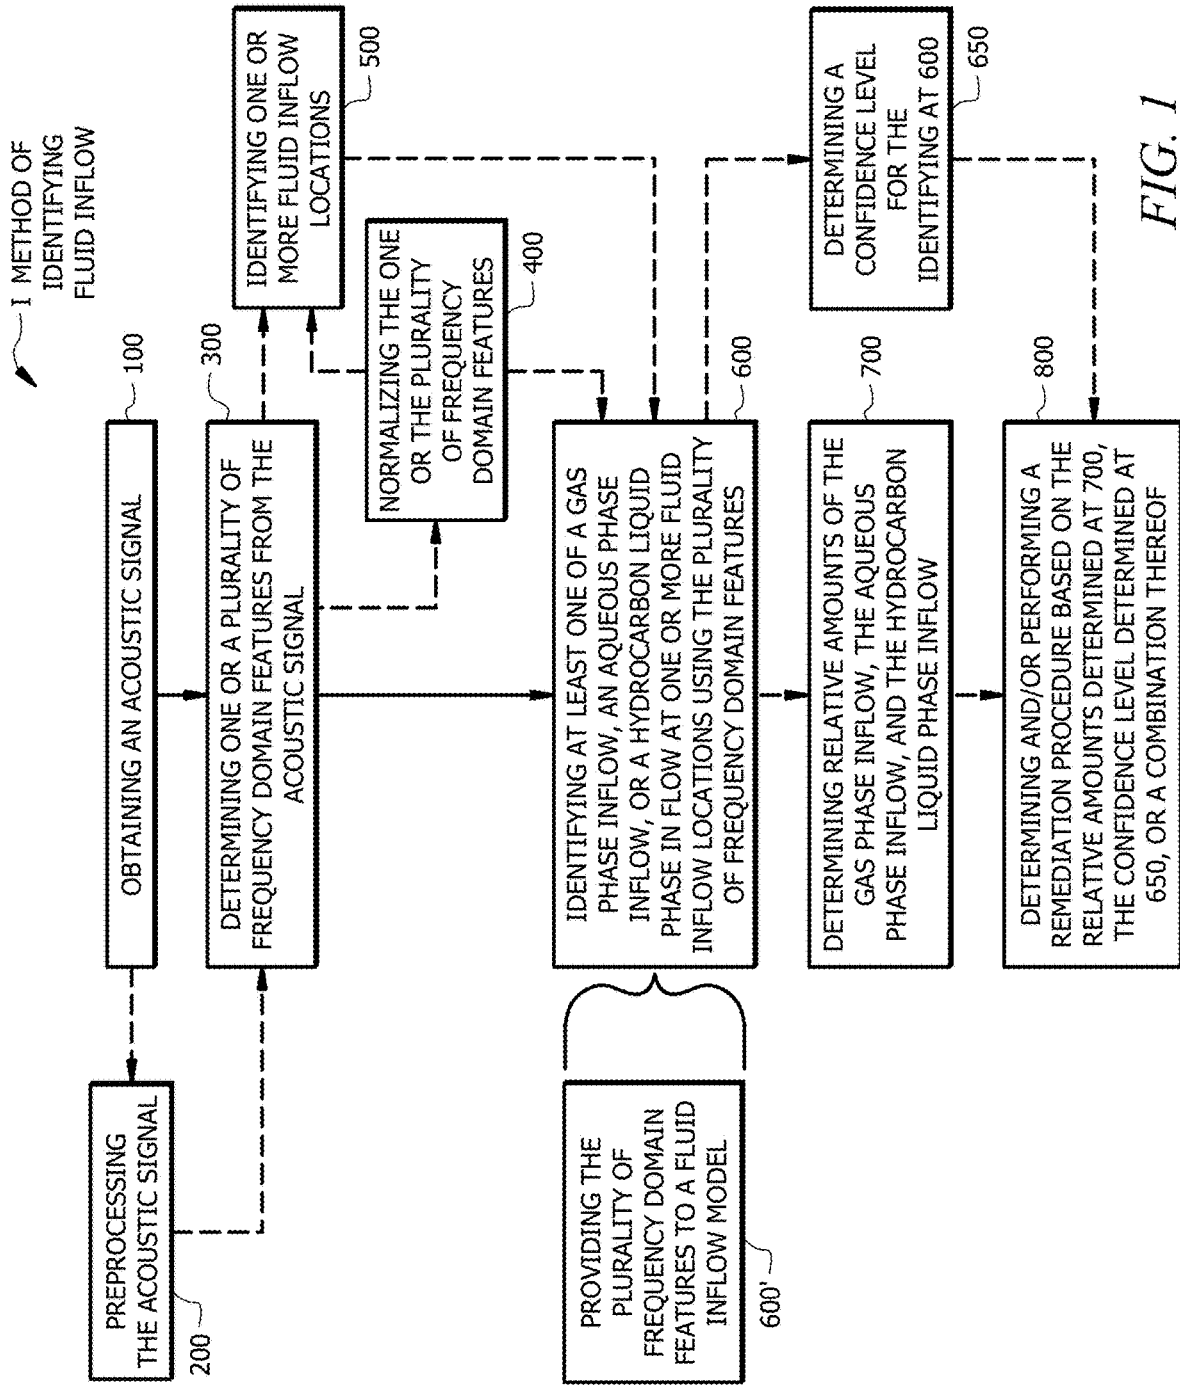 I METHOD OF
IDENTIFYING
FLUID INFLOW
OBTAINING AN ACOUSTIC SIGNAL
100
PREPROCESSING
THE ACOUSTIC SIGNAL
200
DETERMINING ONE OR A PLURALITY OF
FREQUENCY DOMAIN FEATURES FROM THE
ACOUSTIC SIGNAL
300
IDENTIFYING ONE OR
MORE FLUID INFLOW
LOCATIONS
500
NORMALIZING THE ONE
OR THE PLURALITY
OF FREQUENCY
DOMAIN FEATURES
400
PROVIDING THE
PLURALITY OF
FREQUENCY DOMAIN
FEATURES TO A FLUID
INFLOW MODEL
600'
IDENTIFYING AT LEAST ONE OF A GAS
PHASE INFLOW, AN AQUEOUS PHASE
INFLOW, OR A HYDROCARBON LIQUID
PHASE IN FLOW AT ONE OR MORE FLUID
INFLOW LOCATIONS USING THE PLURALITY
OF FREQUENCY DOMAIN FEATURES
600
DETERMINING RELATIVE AMOUNTS OF THE
GAS PHASE INFLOW, THE AQUEOUS
PHASE INFLOW, AND THE HYDROCARBON
LIQUID PHASE INFLOW
700
DETERMINING A
CONFIDENCE LEVEL
FOR THE
IDENTIFYING AT 600
650
DETERMINING AND/OR PERFORMING A
REMEDIATION PROCEDURE BASED ON THE
RELATIVE AMOUNTS DETERMINED AT 700,
THE CONFIDENCE LEVEL DETERMINED AT
650, OR A COMBINATION THEREOF
800
FIG. 1